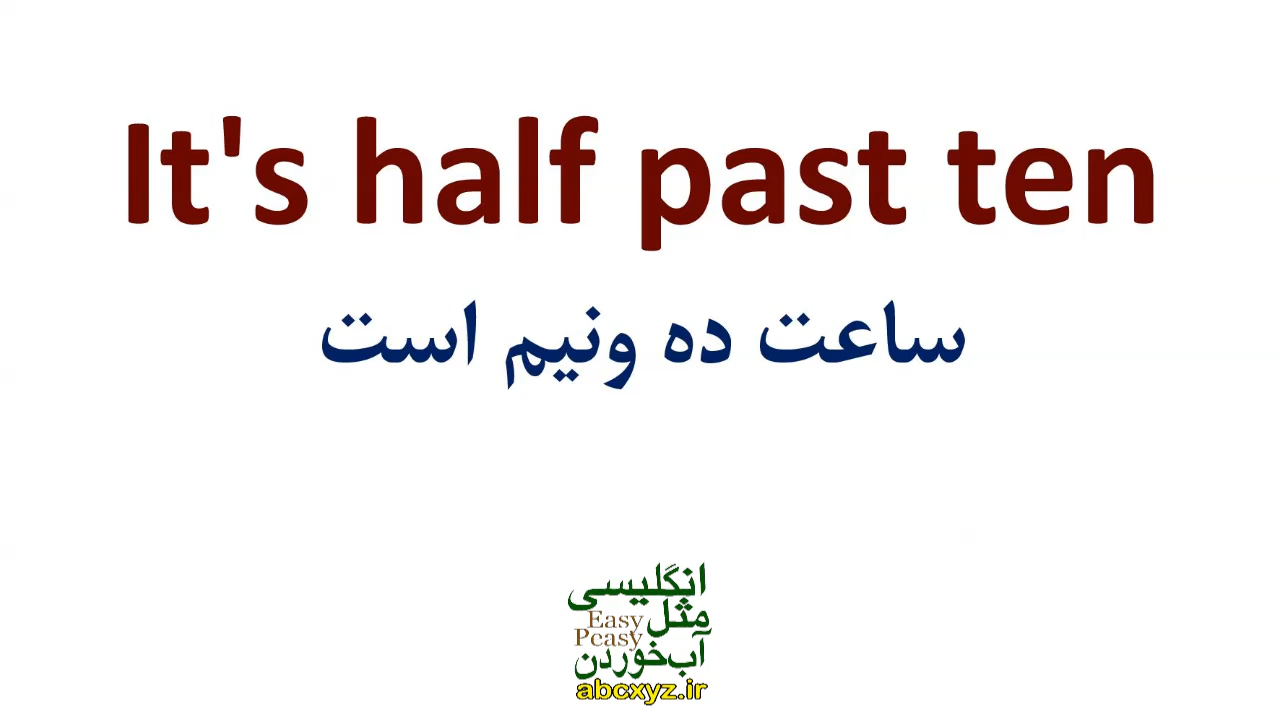 It's half past ten
ساعت ده ونیم است
انگلیسی
مثل
Easy
Peasy
آب‌خوردن
abcxyz.ir